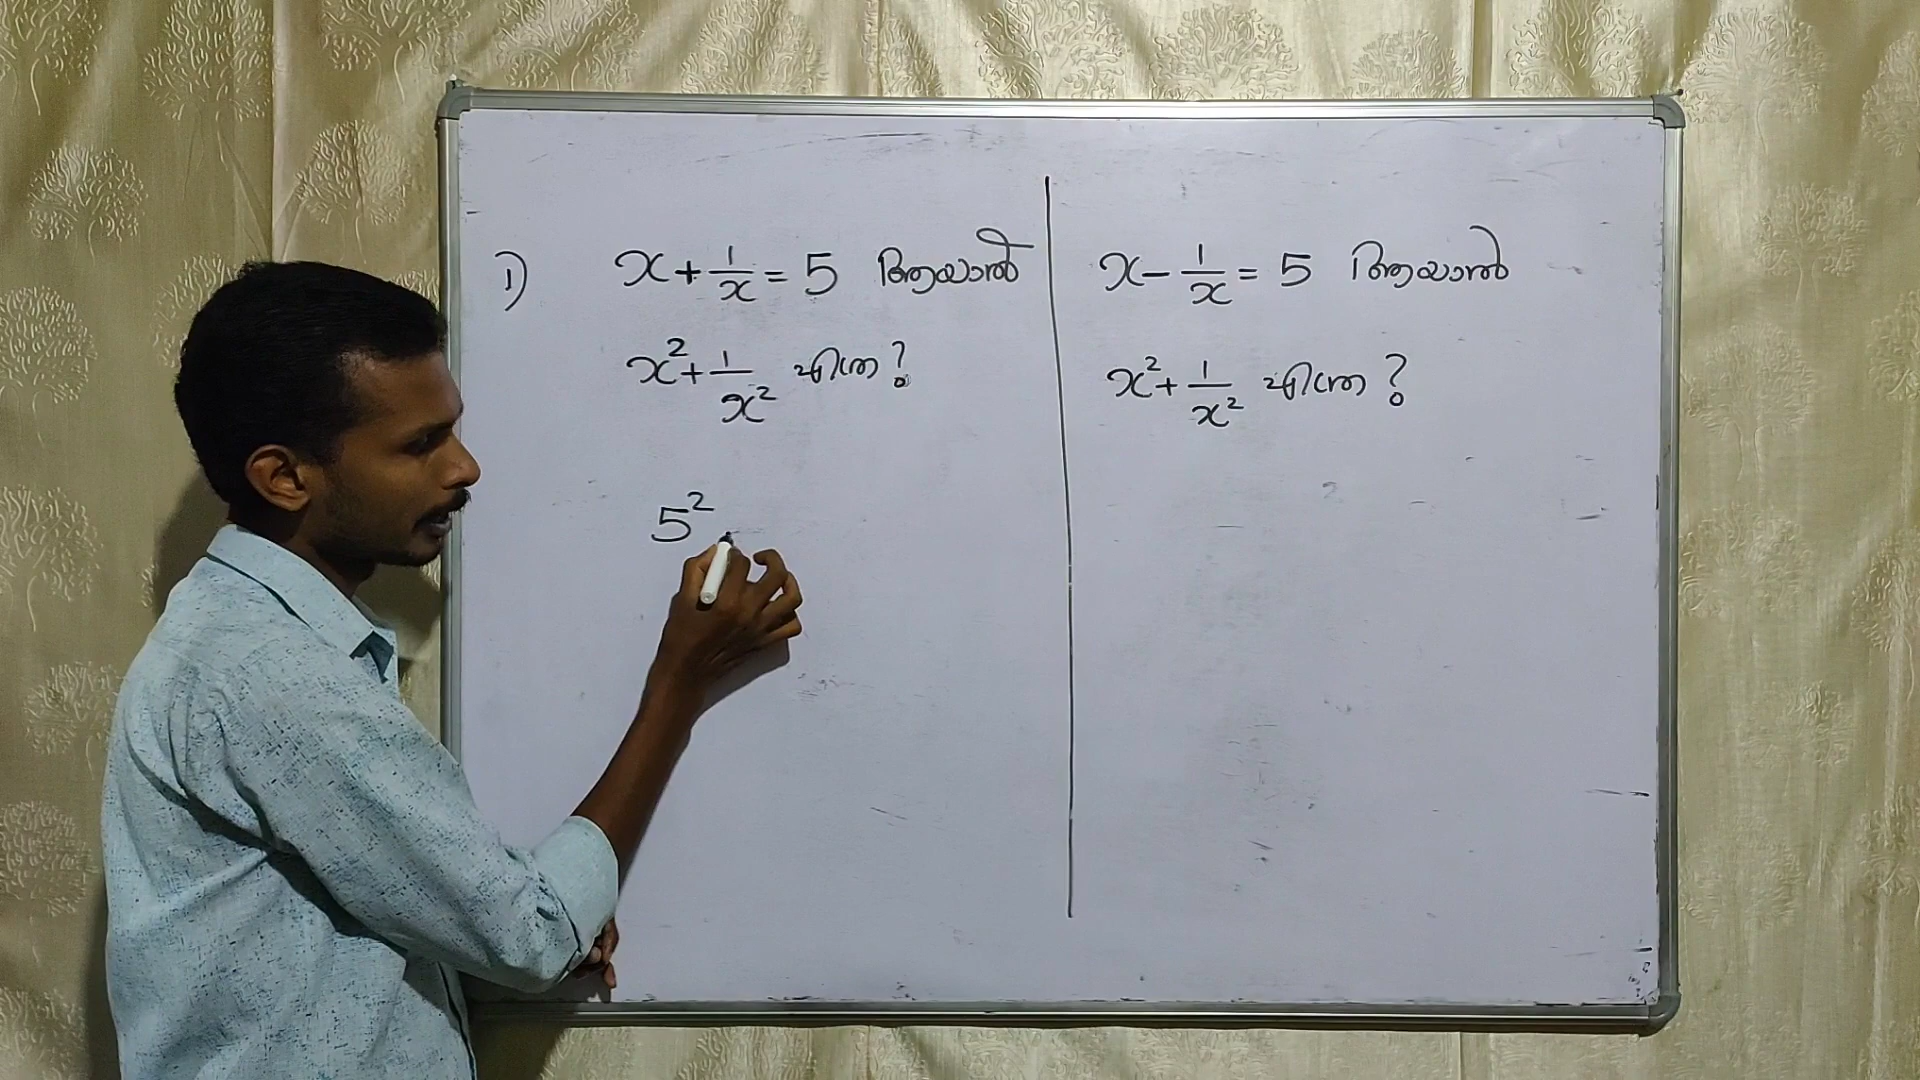 1) x + 1/x = 5 ആയാൽ
x² + 1/x² എത്ര ?
5²
x - 1/x = 5 ആയാൽ
x² + 1/x² എത്ര ?